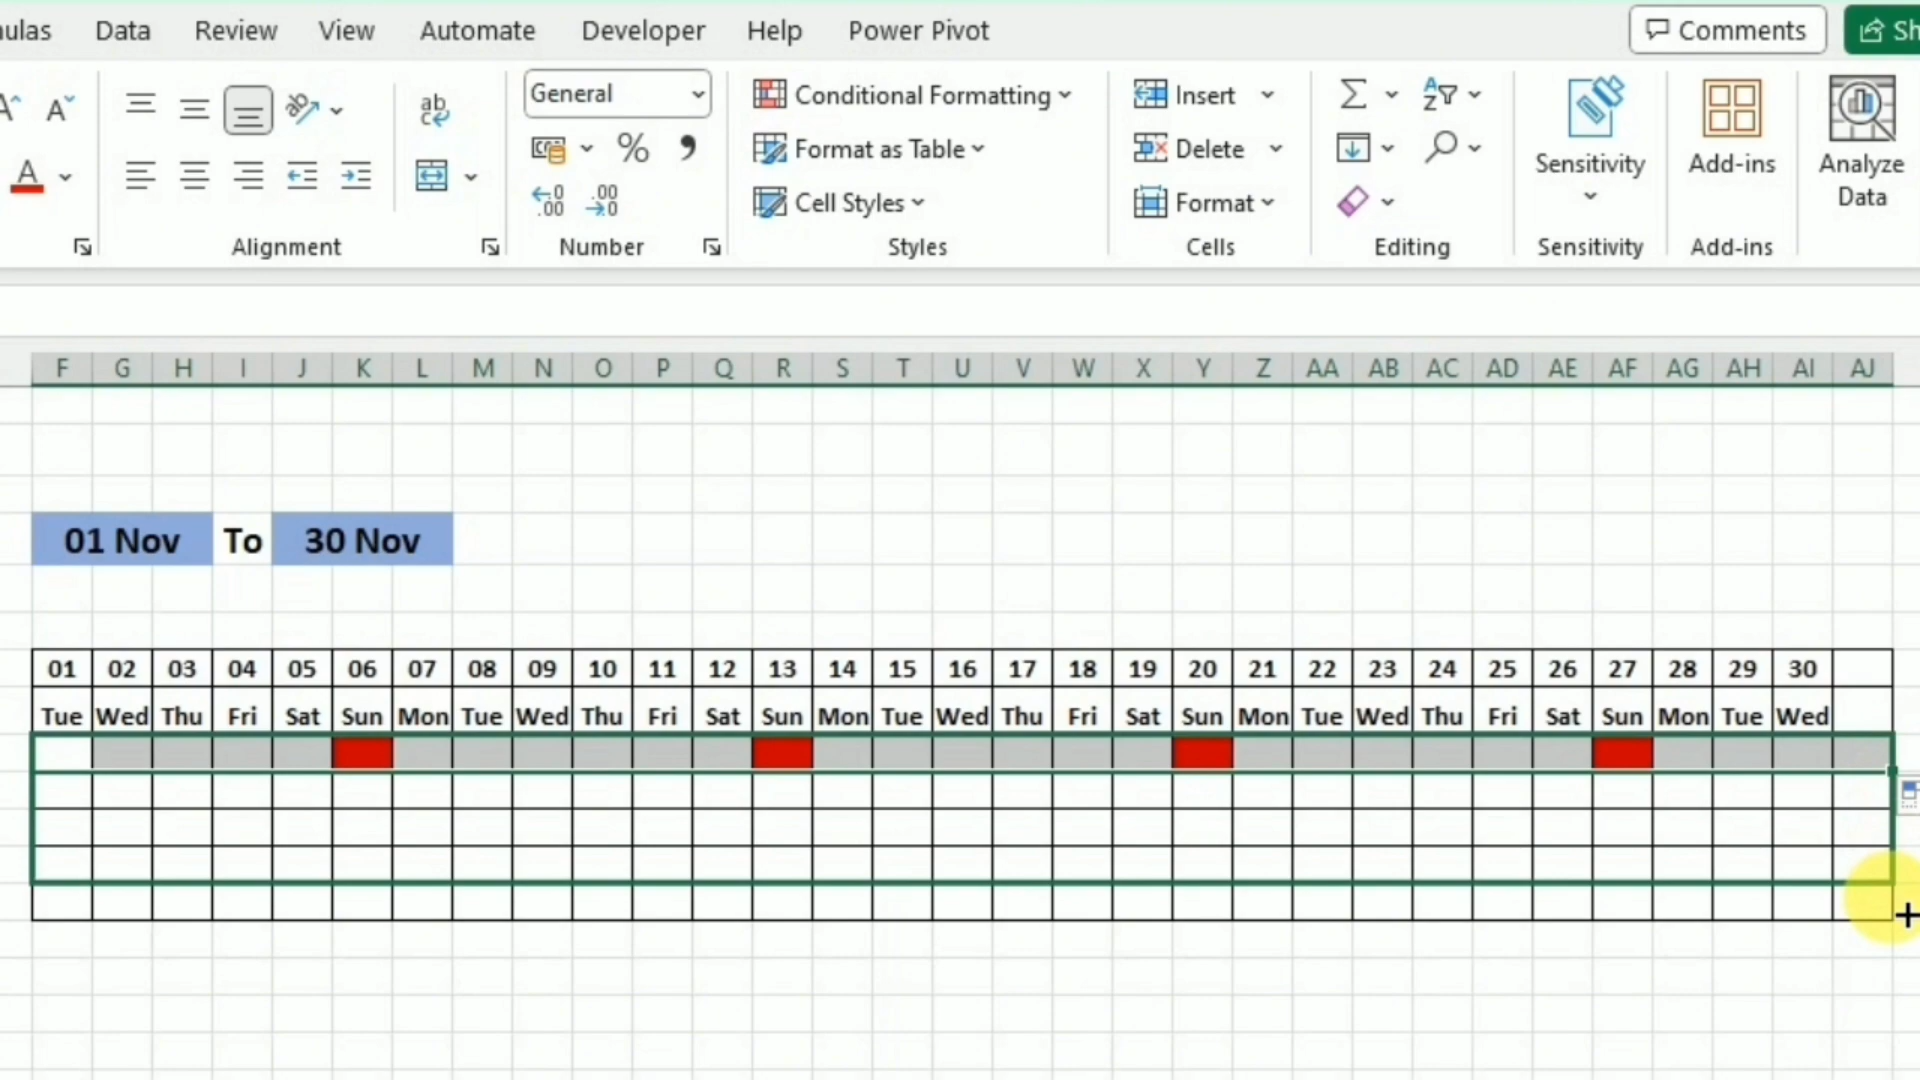 ulas Data Review View Automate Developer Help Power Pivot Comments Sh
General Conditional Formatting Insert
Format as Table Delete Sensitivity Add-ins Analyze Data
Cell Styles Format
Alignment Number Styles Cells Editing Sensitivity Add-ins
F G H I J K L M N O P Q R S T U V W X Y Z AA AB AC AD AE AF AG AH AI AJ
01 Nov To 30 Nov
01 02 03 04 05 06 07 08 09 10 11 12 13 14 15 16 17 18 19 20 21 22 23 24 25 26 27 28 29 30
Tue Wed Thu Fri Sat Sun Mon Tue Wed Thu Fri Sat Sun Mon Tue Wed Thu Fri Sat Sun Mon Tue Wed Thu Fri Sat Sun Mon Tue Wed